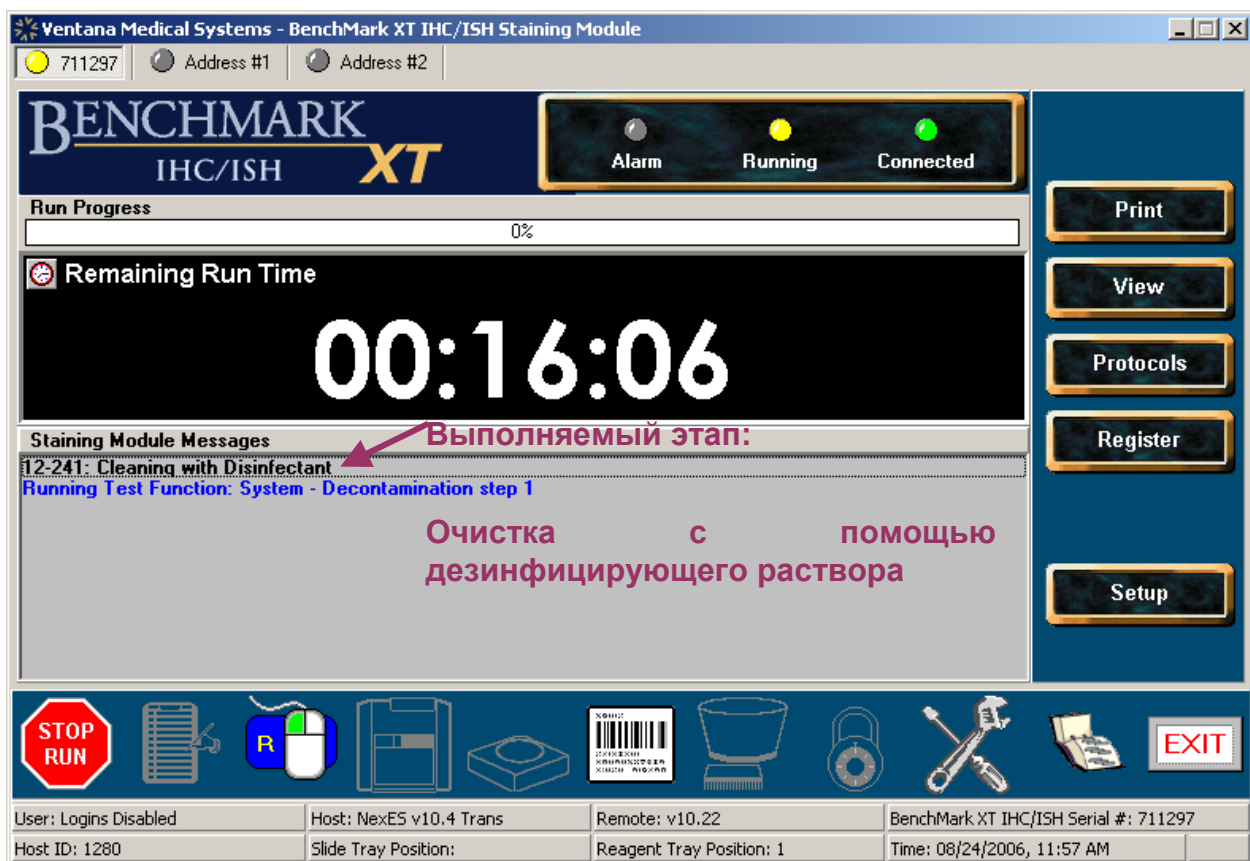 Ventana Medical Systems - BenchMark XT IHC/ISH Staining Module
711297 Address #1 Address #2
BENCHMARK
IHC/ISH XT
Alarm Running Connected
Run Progress
0%
Print
Remaining Run Time
View
00:16:06
Protocols
Staining Module Messages
Выполняемый этап:
Register
12-241: Cleaning with Disinfectant
Running Test Function: System - Decontamination step 1
Очистка с помощью
дезинфицирующего раствора
Setup
STOP
RUN
R
EXIT
User: Logins Disabled Host: NexES v10.4 Trans Remote: v10.22 BenchMark XT IHC/ISH Serial #: 711297
Host ID: 1280 Slide Tray Position: Reagent Tray Position: 1 Time: 08/24/2006, 11:57 AM